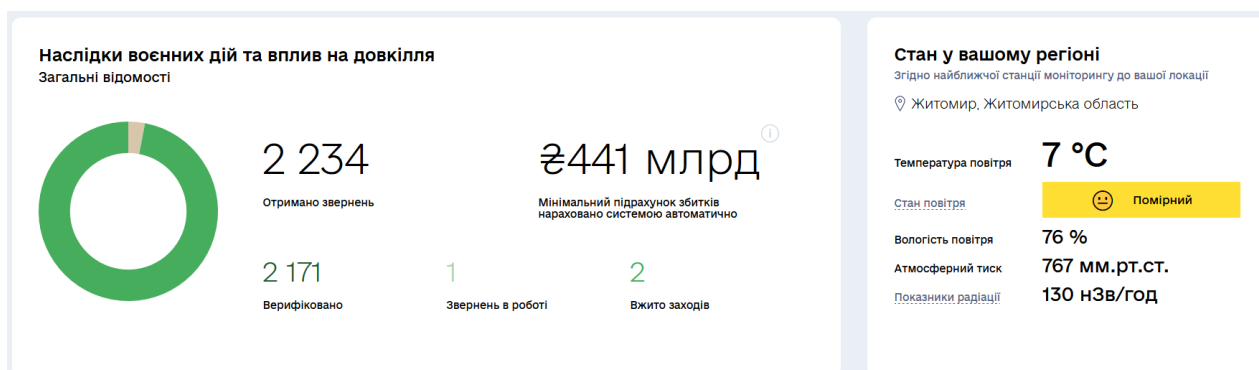 Наслідки воєнних дій та вплив на довкілля
Загальні відомості
2 234
Отримано звернень
₴441 млрд
Мінімальний підрахунок збитків
нараховано системою автоматично
2 171
Верифіковано
1
Звернень в роботі
2
Вжито заходів
Стан у вашому регіоні
Згідно найближчої станції моніторингу до вашої локації
Житомир, Житомирська область
Температура повітря
7 °C
Стан повітря
Помірний
Вологість повітря
76 %
Атмосферний тиск
767 мм.рт.ст.
Показники радіації
130 нЗв/год